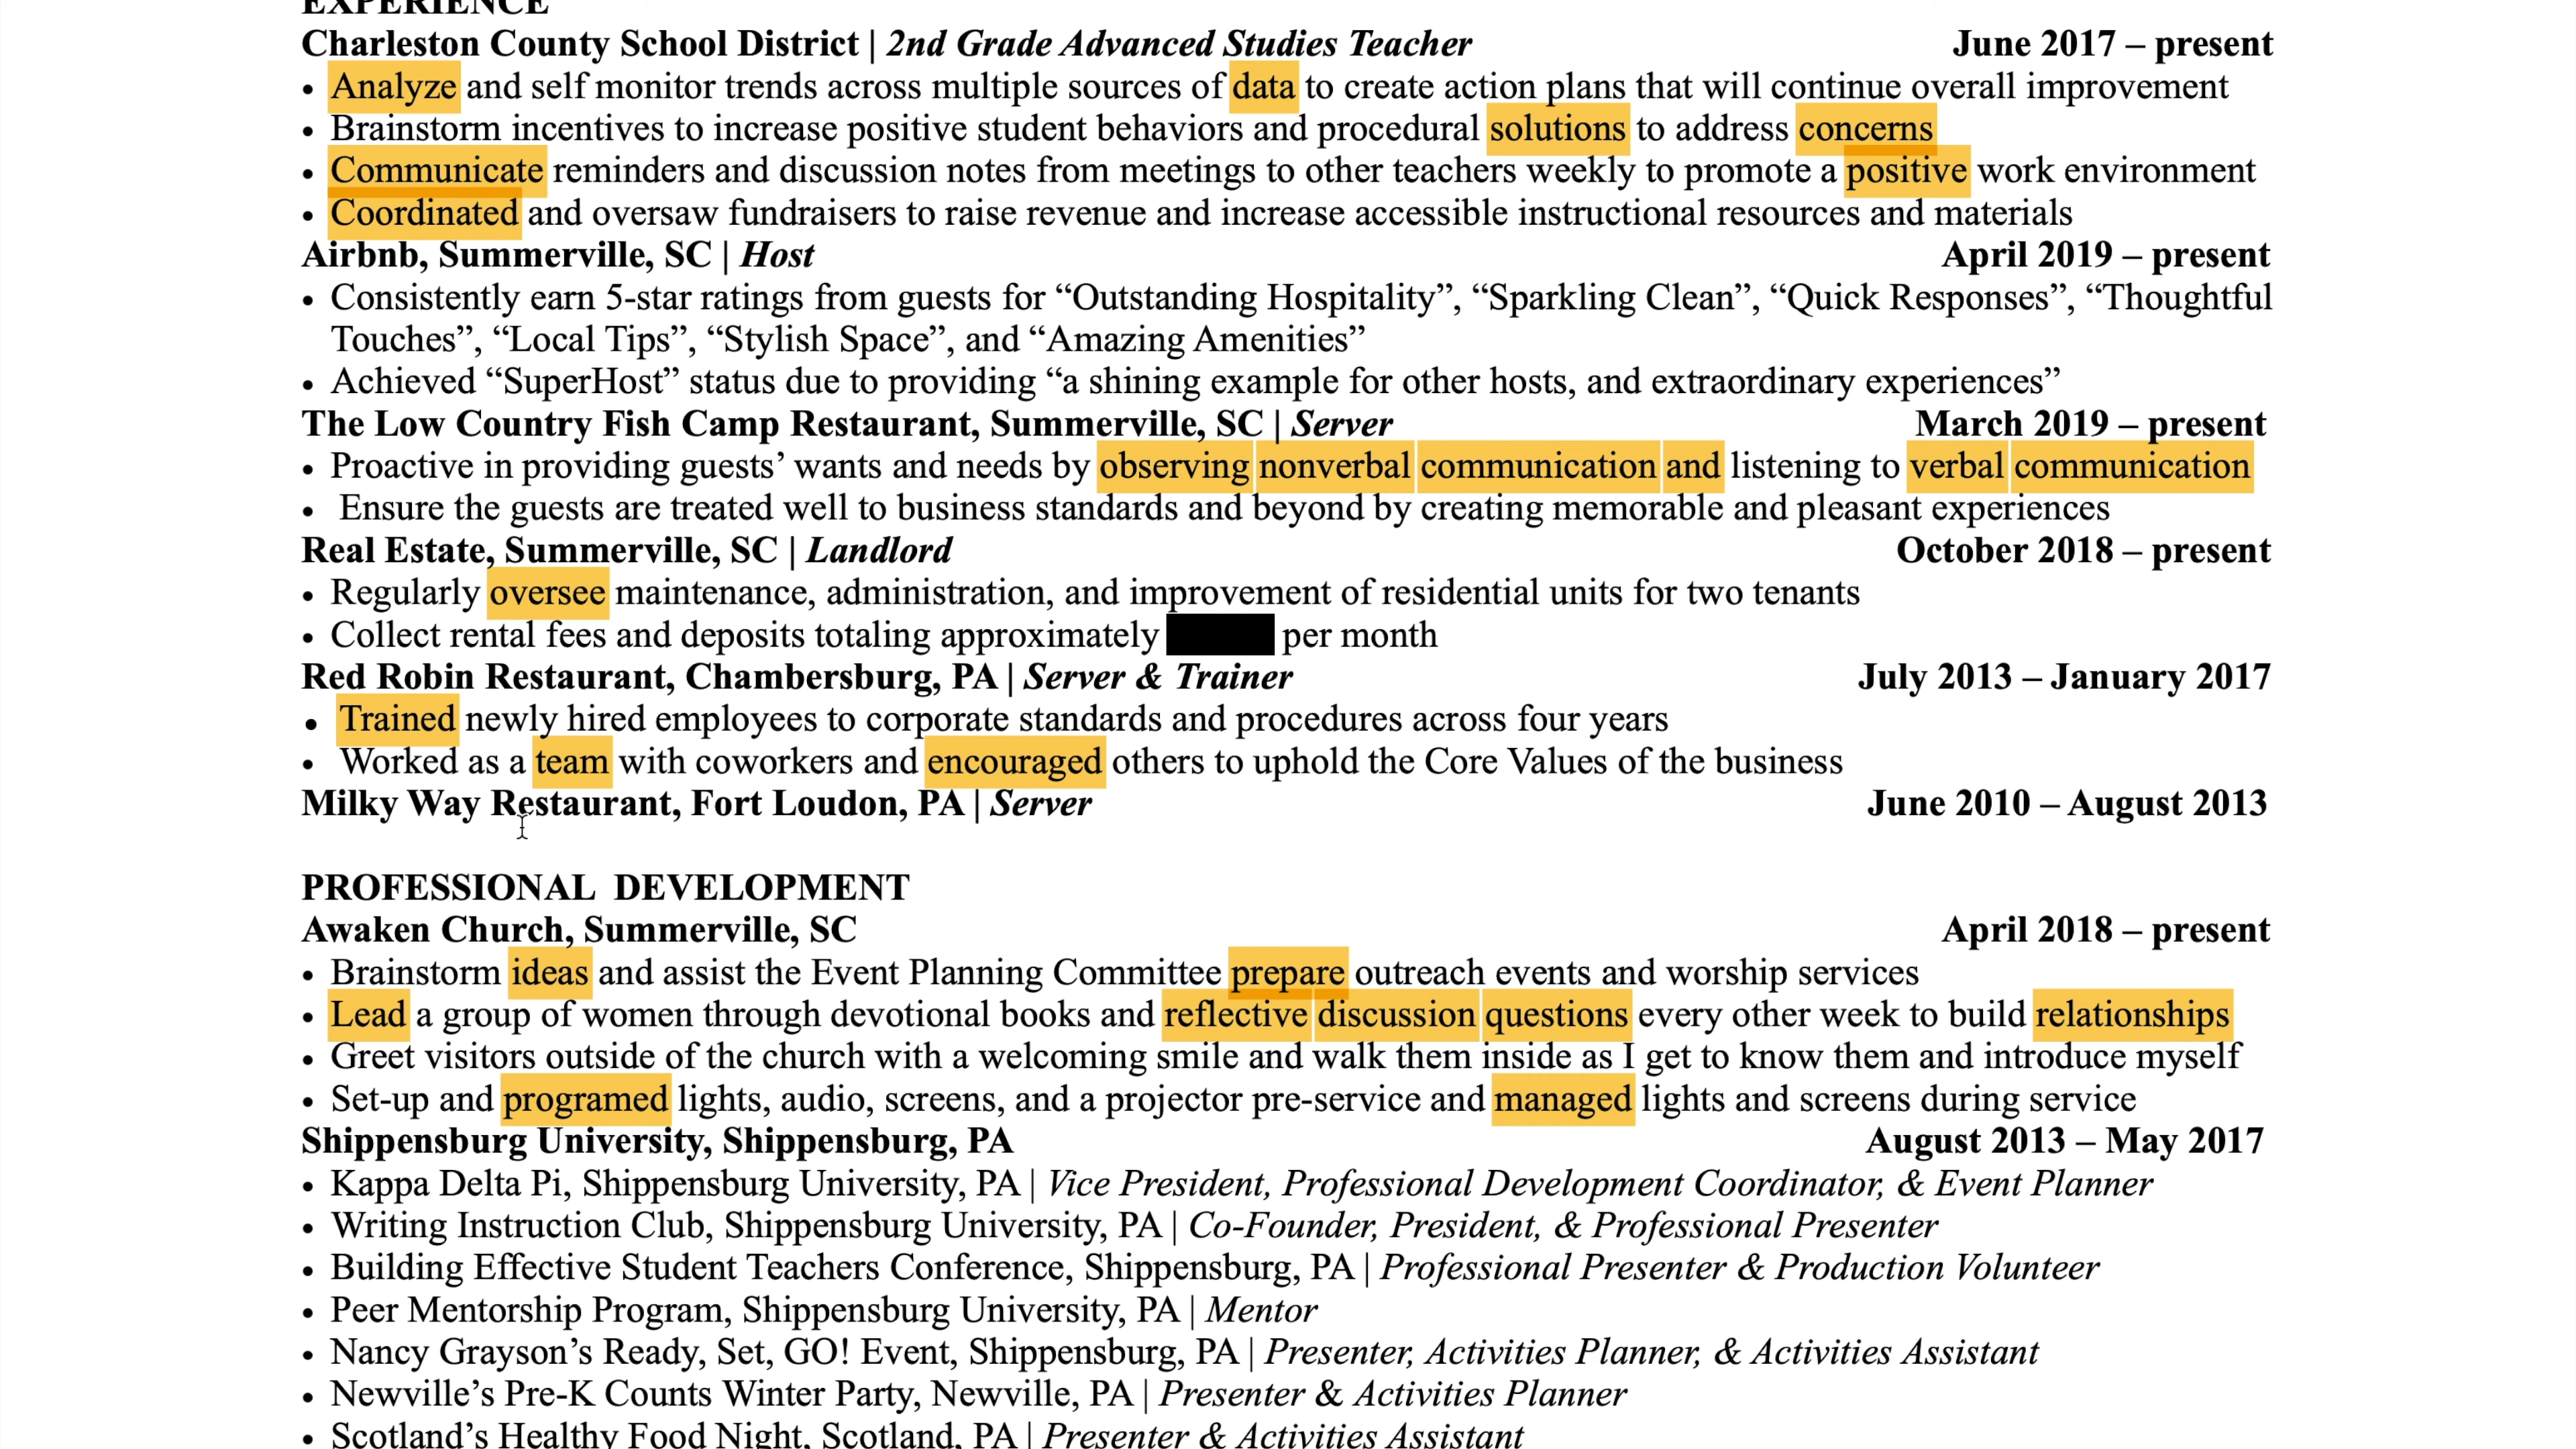 EXPERIENCE
Charleston County School District | 2nd Grade Advanced Studies Teacher June 2017 – present
• Analyze and self monitor trends across multiple sources of data to create action plans that will continue overall improvement
• Brainstorm incentives to increase positive student behaviors and procedural solutions to address concerns
• Communicate reminders and discussion notes from meetings to other teachers weekly to promote a positive work environment
• Coordinated and oversaw fundraisers to raise revenue and increase accessible instructional resources and materials
Airbnb, Summerville, SC | Host April 2019 – present
• Consistently earn 5-star ratings from guests for “Outstanding Hospitality”, “Sparkling Clean”, “Quick Responses”, “Thoughtful
Touches”, “Local Tips”, “Stylish Space”, and “Amazing Amenities”
• Achieved “SuperHost” status due to providing “a shining example for other hosts, and extraordinary experiences”
The Low Country Fish Camp Restaurant, Summerville, SC | Server March 2019 – present
• Proactive in providing guests’ wants and needs by observing nonverbal communication and listening to verbal communication
• Ensure the guests are treated well to business standards and beyond by creating memorable and pleasant experiences
Real Estate, Summerville, SC | Landlord October 2018 – present
• Regularly oversee maintenance, administration, and improvement of residential units for two tenants
• Collect rental fees and deposits totaling approximately per month
Red Robin Restaurant, Chambersburg, PA | Server & Trainer July 2013 – January 2017
• Trained newly hired employees to corporate standards and procedures across four years
• Worked as a team with coworkers and encouraged others to uphold the Core Values of the business
Milky Way Restaurant, Fort Loudon, PA | Server June 2010 – August 2013
PROFESSIONAL DEVELOPMENT
Awaken Church, Summerville, SC April 2018 – present
• Brainstorm ideas and assist the Event Planning Committee prepare outreach events and worship services
• Lead a group of women through devotional books and reflective discussion questions every other week to build relationships
• Greet visitors outside of the church with a welcoming smile and walk them inside as I get to know them and introduce myself
• Set-up and programed lights, audio, screens, and a projector pre-service and managed lights and screens during service
Shippensburg University, Shippensburg, PA August 2013 – May 2017
• Kappa Delta Pi, Shippensburg University, PA | Vice President, Professional Development Coordinator, & Event Planner
• Writing Instruction Club, Shippensburg University, PA | Co-Founder, President, & Professional Presenter
• Building Effective Student Teachers Conference, Shippensburg, PA | Professional Presenter & Production Volunteer
• Peer Mentorship Program, Shippensburg University, PA | Mentor
• Nancy Grayson’s Ready, Set, GO! Event, Shippensburg, PA | Presenter, Activities Planner, & Activities Assistant
• Newville’s Pre-K Counts Winter Party, Newville, PA | Presenter & Activities Planner
• Scotland’s Healthy Food Night, Scotland, PA | Presenter & Activities Assistant